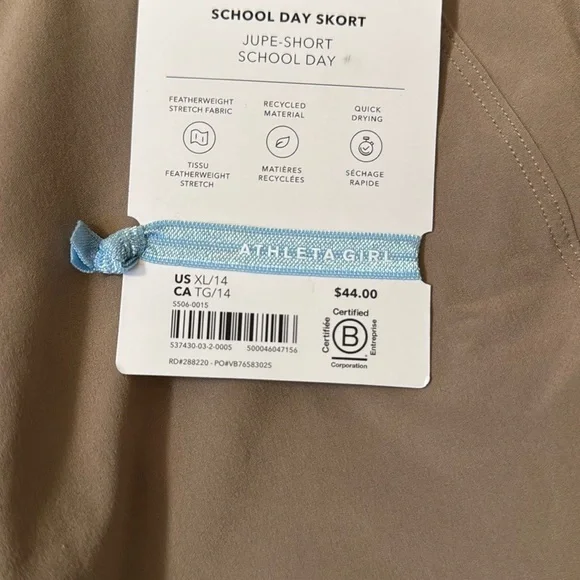 SCHOOL DAY SKORT
JUPE-SHORT
SCHOOL DAY
FEATHERWEIGHT
STRETCH FABRIC
TISSU
FEATHERWEIGHT
STRETCH
RECYCLED
MATERIAL
MATIÈRES
RECYCLÉES
QUICK
DRYING
SÉCHAGE
RAPIDE
ATHLETA GIRL
US XL/14
CA TG/14
$44.00
S506-0015
537430-03-2-0005 500046047156
RD#288220 - PO#VB76583025
Certified
Certifiée
B
Entreprise
Corporation